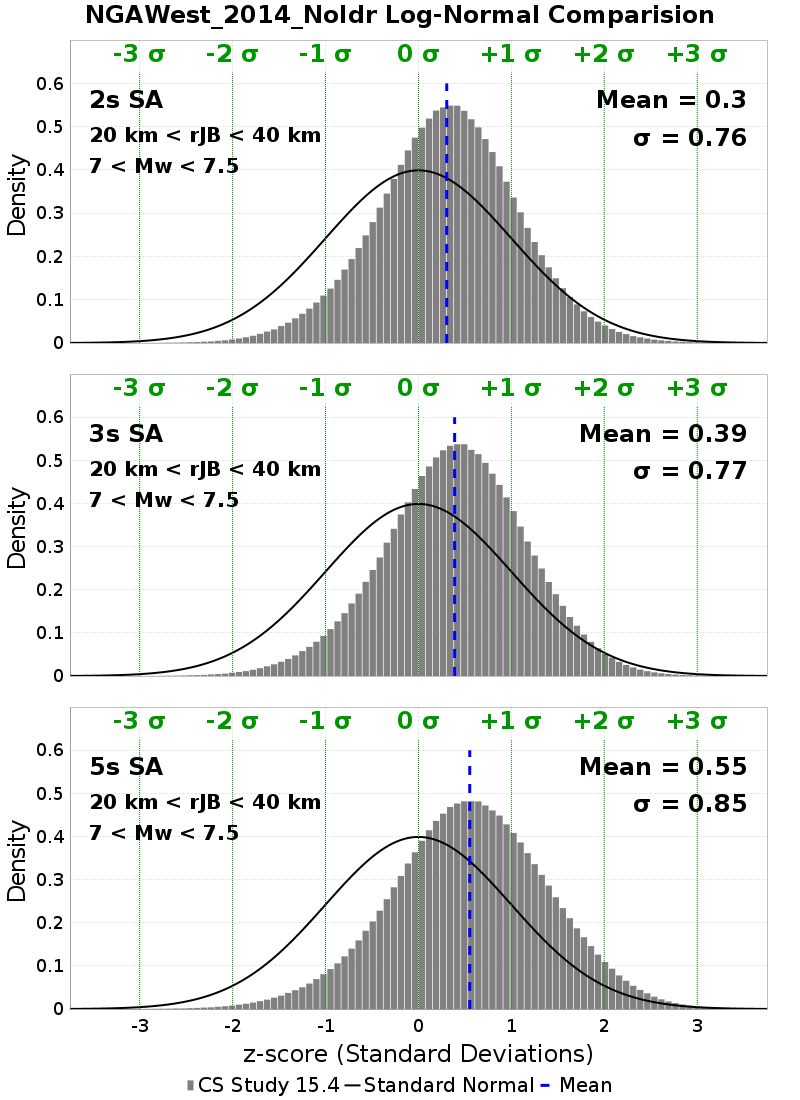 NGAWest_2014_NoIdr Log-Normal Comparision
-3 σ -2 σ -1 σ 0 σ +1 σ +2 σ +3 σ
2s SA
20 km < rJB < 40 km
7 < Mw < 7.5
Mean = 0.3
σ = 0.76
0.6
0.5
0.4
0.3
0.2
0.1
0
Density
-3 σ -2 σ -1 σ 0 σ +1 σ +2 σ +3 σ
3s SA
20 km < rJB < 40 km
7 < Mw < 7.5
Mean = 0.39
σ = 0.77
0.6
0.5
0.4
0.3
0.2
0.1
0
Density
-3 σ -2 σ -1 σ 0 σ +1 σ +2 σ +3 σ
5s SA
20 km < rJB < 40 km
7 < Mw < 7.5
Mean = 0.55
σ = 0.85
0.6
0.5
0.4
0.3
0.2
0.1
0
Density
-3 -2 -1 0 1 2 3
z-score (Standard Deviations)
CS Study 15.4 Standard Normal Mean